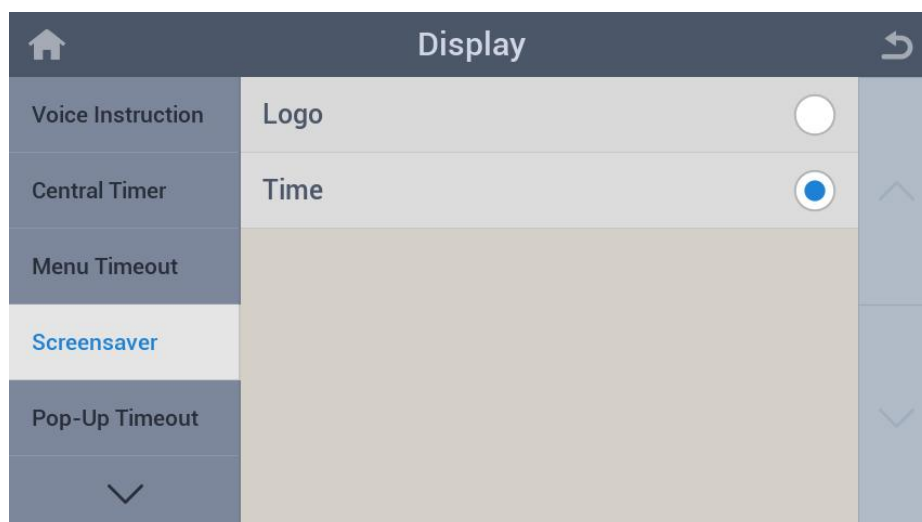 Display
Voice Instruction
Logo
Central Timer
Time
Menu Timeout
Screensaver
Pop-Up Timeout